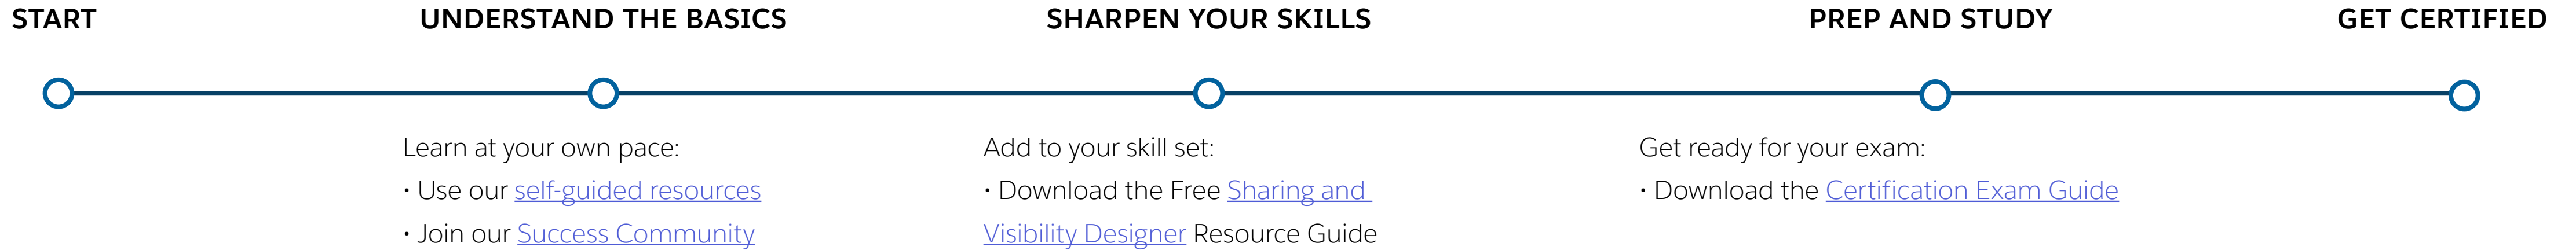 START
UNDERSTAND THE BASICS
SHARPEN YOUR SKILLS
PREP AND STUDY
GET CERTIFIED
Learn at your own pace:
• Use our self-guided resources
• Join our Success Community
Add to your skill set:
• Download the Free Sharing and
Visibility Designer Resource Guide
Get ready for your exam:
• Download the Certification Exam Guide